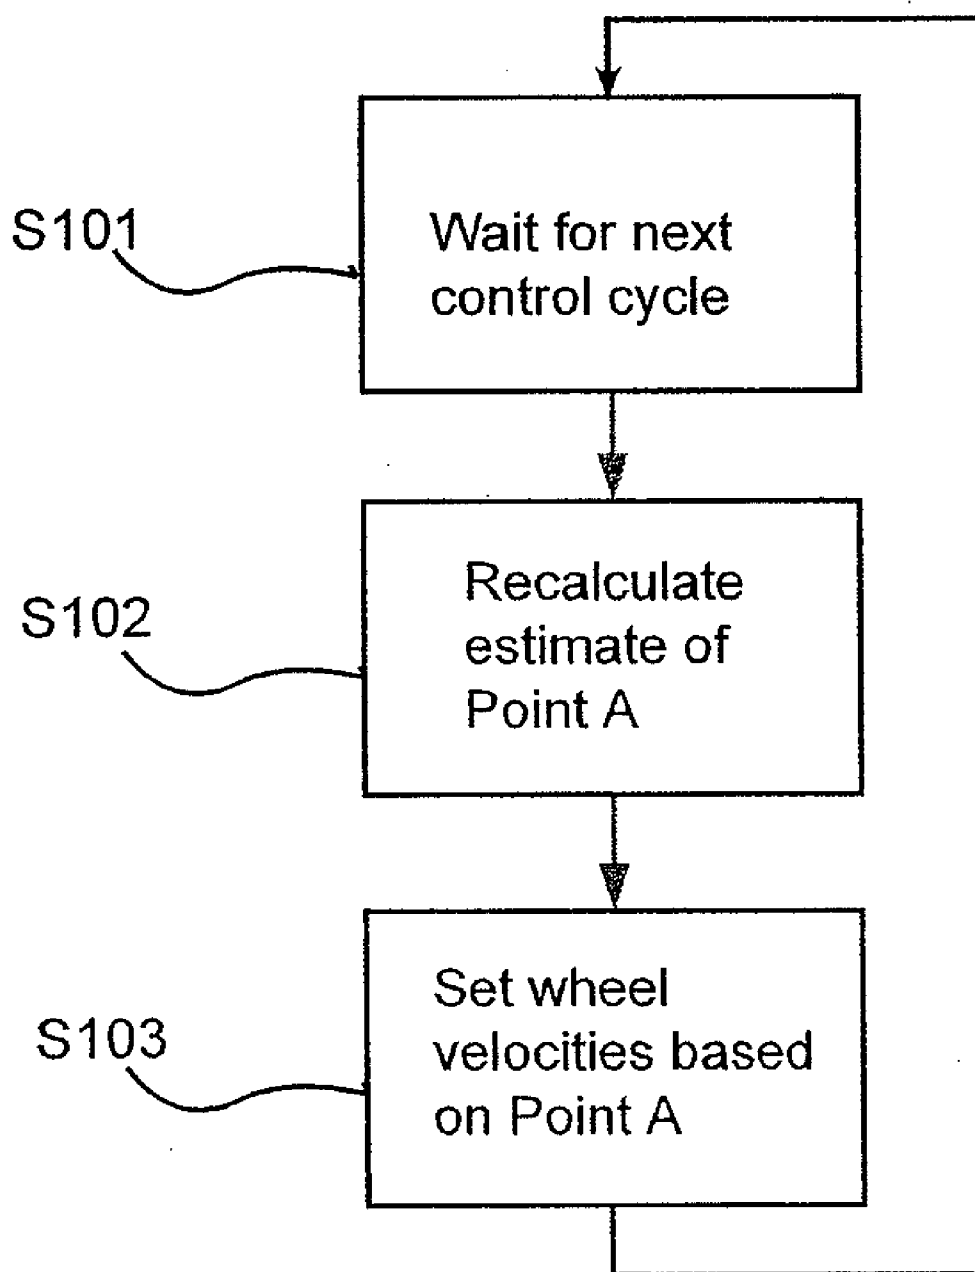 S101
Wait for next
control cycle
S102
Recalculate
estimate of
Point A
S103
Set wheel
velocities based
on Point A